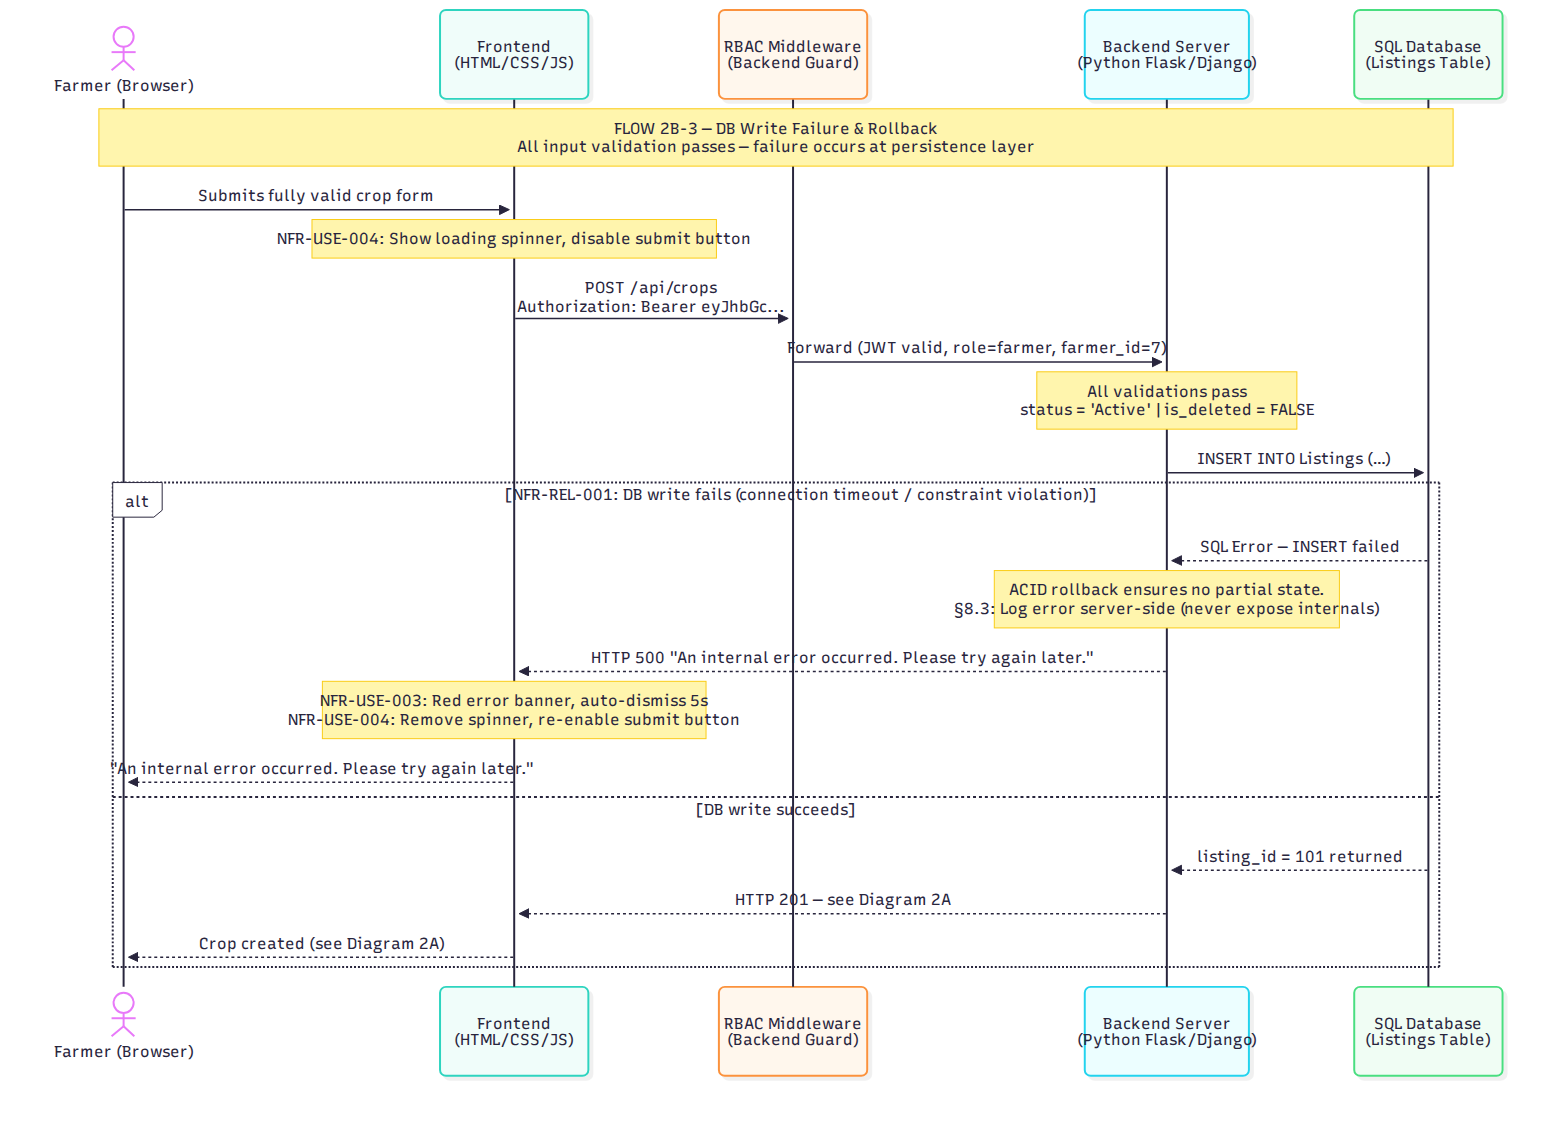 Farmer (Browser)
Frontend
(HTML/CSS/JS)
RBAC Middleware
(Backend Guard)
Backend Server
(Python Flask/Django)
SQL Database
(Listings Table)
FLOW 2B-3 — DB Write Failure & Rollback
All input validation passes — failure occurs at persistence layer
Submits fully valid crop form
NFR-USE-004: Show loading spinner, disable submit button
POST /api/crops
Authorization: Bearer eyJhbGc...
Forward (JWT valid, role=farmer, farmer_id=7)
All validations pass
status = 'Active' | is_deleted = FALSE
INSERT INTO Listings (...)
alt
[NFR-REL-001: DB write fails (connection timeout / constraint violation)]
SQL Error — INSERT failed
ACID rollback ensures no partial state.
§8.3: Log error server-side (never expose internals)
HTTP 500 "An internal error occurred. Please try again later."
NFR-USE-003: Red error banner, auto-dismiss 5s
NFR-USE-004: Remove spinner, re-enable submit button
"An internal error occurred. Please try again later."
[DB write succeeds]
listing_id = 101 returned
HTTP 201 — see Diagram 2A
Crop created (see Diagram 2A)
Farmer (Browser)
Frontend
(HTML/CSS/JS)
RBAC Middleware
(Backend Guard)
Backend Server
(Python Flask/Django)
SQL Database
(Listings Table)